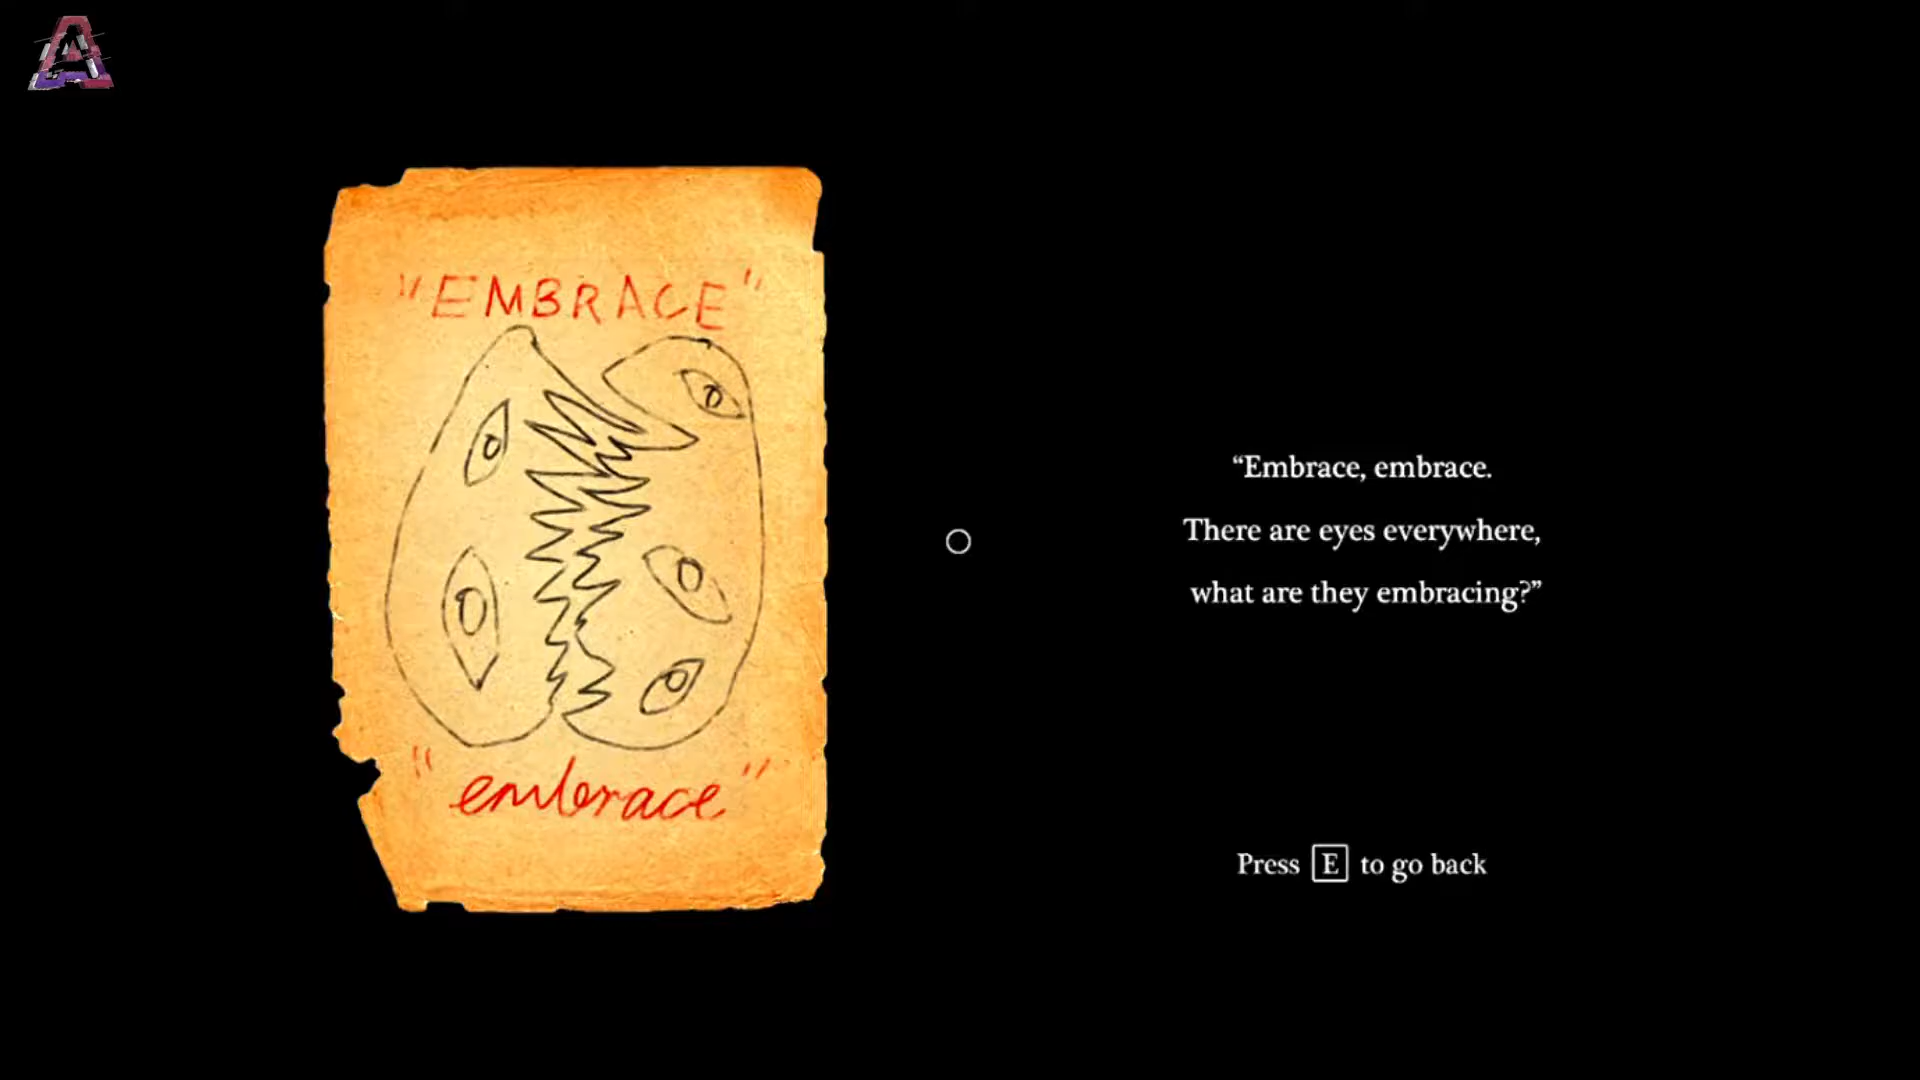 "EMBRACE"
"embrace"
“Embrace, embrace.
There are eyes everywhere,
what are they embracing?”
Press E to go back